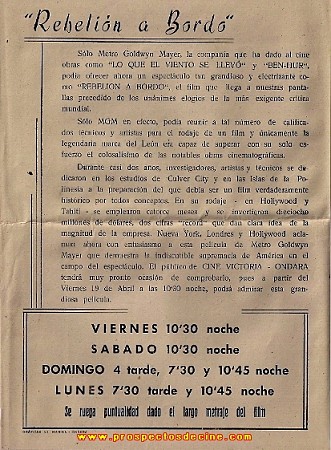 "Rebelión a Bordo"
Sólo Metro Goldwyn Mayer, la compañía que ha dado al cine
obras como "LO QUE EL VIENTO SE LLEVÓ" y "BEN-HUR",
podía ofrecer ahora un espectáculo tan grandioso y electrizante co-
mo "REBELION A BORDO", el film que llega a nuestras pan-
tallas precedido de los unánimes elogios de la más exigente crítica
mundial.
Sólo MGM en efecto, podía reunir a tal número de califica-
dos técnicos y artistas para el rodaje de un film y únicamente la
legendaria marca del León era capaz de superar con su solo es-
fuerzo el colosalismo de las notables obras cinematográficas.
Durante casi dos años, investigadores, artistas y técnicos se de-
dicaron en los estudios de Culver City y en las Islas de la Po-
linesia a la preparación del que debía ser un film verdaderamente
histórico por todos conceptos. En su rodaje - en Hollywood y
Tahití - se emplearon catorce meses y se invirtieron dieciocho
millones de dólares, dos cifras "record" que dan clara idea de la
magnitud de la empresa. Nueva York, Londres y Hollywood acla-
man ahora con entusiasmo a esta película de Metro Goldwyn
Mayer que demuestra la indiscutible supremacía de América en el
campo del espectáculo. El público de CINE VICTORIA - ONDARA
tendrá muy pronto ocasión de comprobarlo, pues a partir del
Viernes 19 de Abril a las 10'30 noche, podrá admirar esta gran-
diosa película.
VIERNES 10'30 noche
SABADO 10'30 noche
DOMINGO 4 tarde, 7'30 y 10'45 noche
LUNES 7'30 tarde y 10'45 noche
Se ruega puntualidad dado el largo metraje del film
www.prospectosdecine.com